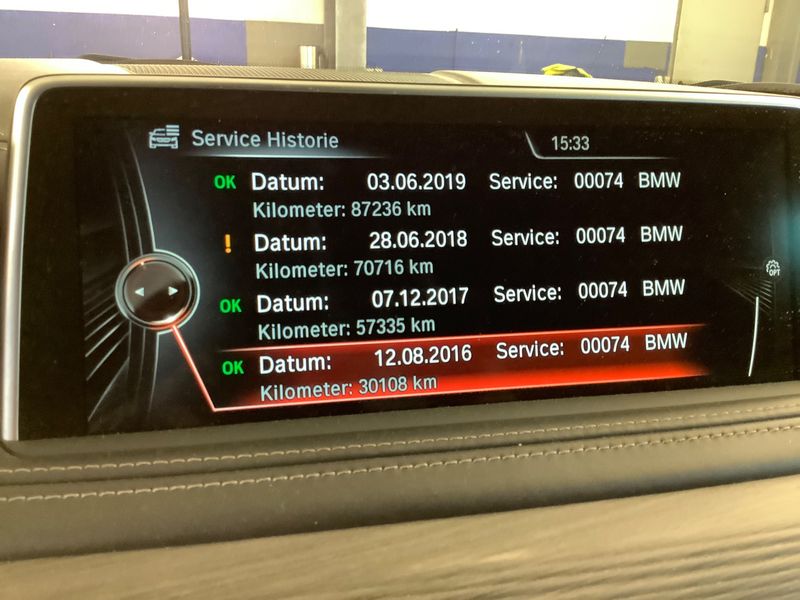 Service Historie 15:33
OK Datum: 03.06.2019 Service: 00074 BMW
Kilometer: 87236 km
! Datum: 28.06.2018 Service: 00074 BMW
Kilometer: 70716 km
OK Datum: 07.12.2017 Service: 00074 BMW
Kilometer: 57335 km
OPT
OK Datum: 12.08.2016 Service: 00074 BMW
Kilometer: 30108 km